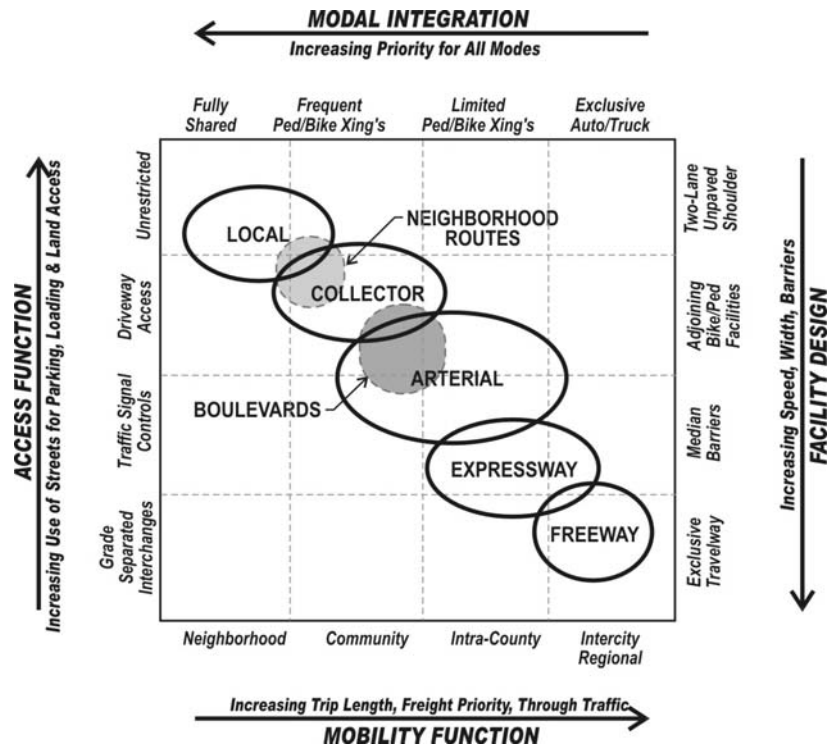 MODAL INTEGRATION
Increasing Priority for All Modes
Fully
Shared
Frequent
Ped/Bike Xing's
Limited
Ped/Bike Xing's
Exclusive
Auto/Truck
ACCESS FUNCTION
Increasing Use of Streets for Parking, Loading & Land Access
Unrestricted
Driveway
Access
Traffic Signal
Controls
Grade
Separated
Interchanges
LOCAL
NEIGHBORHOOD
ROUTES
COLLECTOR
BOULEVARDS
ARTERIAL
EXPRESSWAY
FREEWAY
Two-Lane
Unpaved
Shoulder
Adjoining
Bike/Ped
Facilities
Median
Barriers
Exclusive
Travelway
Increasing Speed, Width, Barriers
FACILITY DESIGN
Neighborhood
Community
Intra-County
Intercity
Regional
Increasing Trip Length, Freight Priority, Through Traffic
MOBILITY FUNCTION